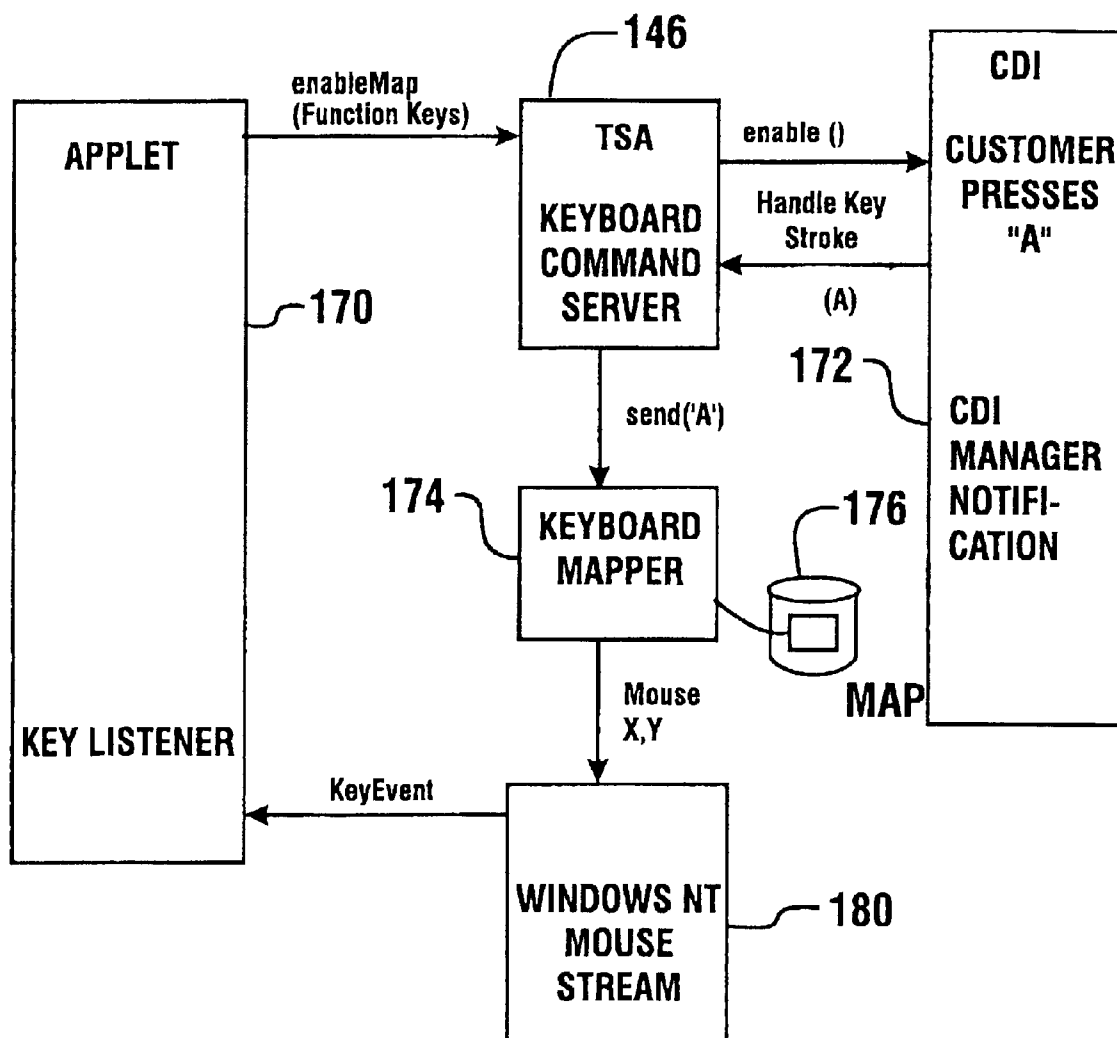 146
CDI
enableMap
(Function Keys)
APPLET
TSA
enable ()
CUSTOMER
PRESSES
"A"
KEYBOARD
COMMAND
SERVER
Handle Key
Stroke
(A)
170
172
CDI
MANAGER
NOTIFI-
CATION
send('A')
174
KEYBOARD
MAPPER
176
MAP
Mouse
X,Y
KEY LISTENER
KeyEvent
WINDOWS NT
MOUSE
STREAM
180